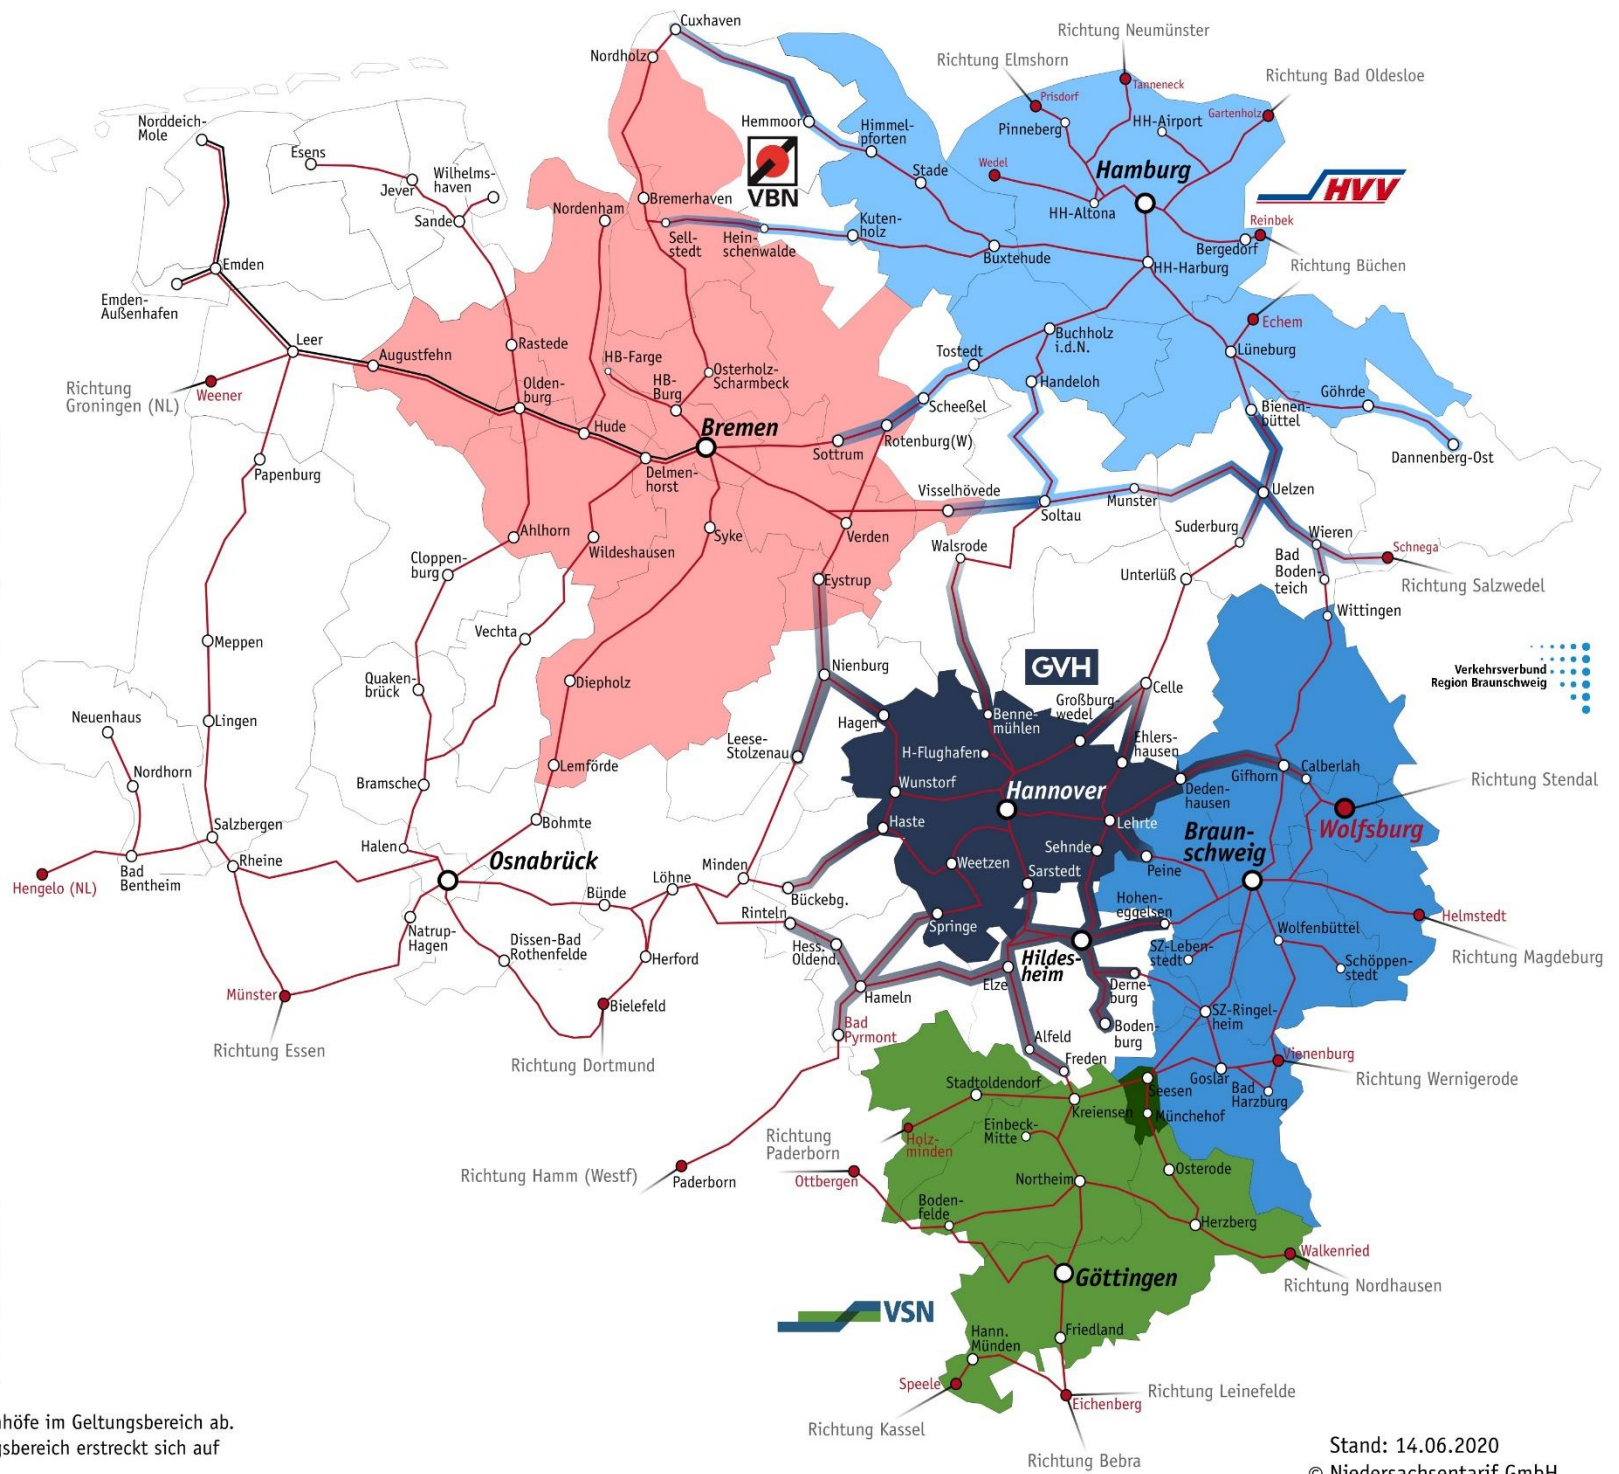 Cuxhaven
Nordholz
Richtung Neumünster
Richtung Elmshorn
Richtung Bad Oldesloe
Tanneneck
Prisdorf
Gartenholz
Pinneberg
HH-Airport
Norddeich-
Mole
Esens
Jever
Wilhelms-
haven
Sande
Hemmoor
Himmel-
pforten
Stade
VBN
Wedel
Hamburg
HH-Altona
HVV
Reinbek
Bergedorf
Richtung Büchen
HH-Harburg
Nordenham
Bremerhaven
Sell-
stedt
Hein-
schenwalde
Kuten-
holz
Buxtehude
Emden
Emden-
Außenhafen
Leer
Augustfehn
Richtung
Groningen (NL)
Weener
Rastede
Olden-
burg
HB-Farge
HB-
Burg
Osterholz-
Scharmbeck
Hude
Bremen
Delmen-
horst
Sottrum
Rotenburg(W)
Scheeßel
Tostedt
Buchholz
i.d.N.
Handeloh
Echem
Lüneburg
Göhrde
Bienen-
büttel
Dannenberg-Ost
Papenburg
Visselhövede
Soltau
Munster
Uelzen
Suderburg
Wieren
Schnega
Richtung Salzwedel
Bad
Boden-
teich
Wittingen
Unterlüß
Walsrode
Verden
Syke
Wildeshausen
Ahlhorn
Cloppen-
burg
Eystrup
Meppen
Vechta
Quaken-
brück
Diepholz
Nienburg
GVH
Celle
Großburg-
wedel
Verkehrsverbund
Region Braunschweig
Neuenhaus
Lingen
Nordhorn
Hagen
Benne-
mühlen
H-Flughafen
Ehlers-
hausen
Leese-
Stolzenau
Lemförde
Bramsche
Wunstorf
Hannover
Deden-
hausen
Gifhorn
Calberlah
Richtung Stendal
Wolfsburg
Salzbergen
Bohmte
Haste
Lehrte
Braun-
schweig
Halen
Osnabrück
Rheine
Hengelo (NL)
Bad
Bentheim
Minden
Löhne
Bünde
Bückebg.
Weetzen
Sehnde
Sarstedt
Peine
Rinteln
Hohen-
eggelsen
Helmstedt
Richtung Magdeburg
Natrup-
Hagen
Dissen-Bad
Rothenfelde
Herford
Hess.
Oldend.
Springe
Hildes-
heim
SZ-Leben-
stedt
Wolfenbüttel
Schöppen-
stedt
Münster
Bielefeld
Hameln
Elze
Derne-
burg
Boden-
burg
SZ-Ringel-
heim
Richtung Essen
Richtung Dortmund
Bad
Pyrmont
Alfeld
Freden
Vienenburg
Richtung Wernigerode
Goslar
Bad
Harzburg
Seesen
Münchehof
Stadtoldendorf
Kreiensen
Einbeck-
Mitte
Holz-
minden
Richtung
Paderborn
Ottbergen
Richtung Hamm (Westf)
Paderborn
Northeim
Osterode
Boden-
felde
Herzberg
Walkenried
Richtung Nordhausen
Göttingen
VSN
Hann.
Münden
Friedland
Speele
Eichenberg
Richtung Leinefelde
Richtung Kassel
Richtung Bebra
höfe im Geltungsbereich ab.
gsbereich erstreckt sich auf
Stand: 14.06.2020
© Niedersachsentarif GmbH